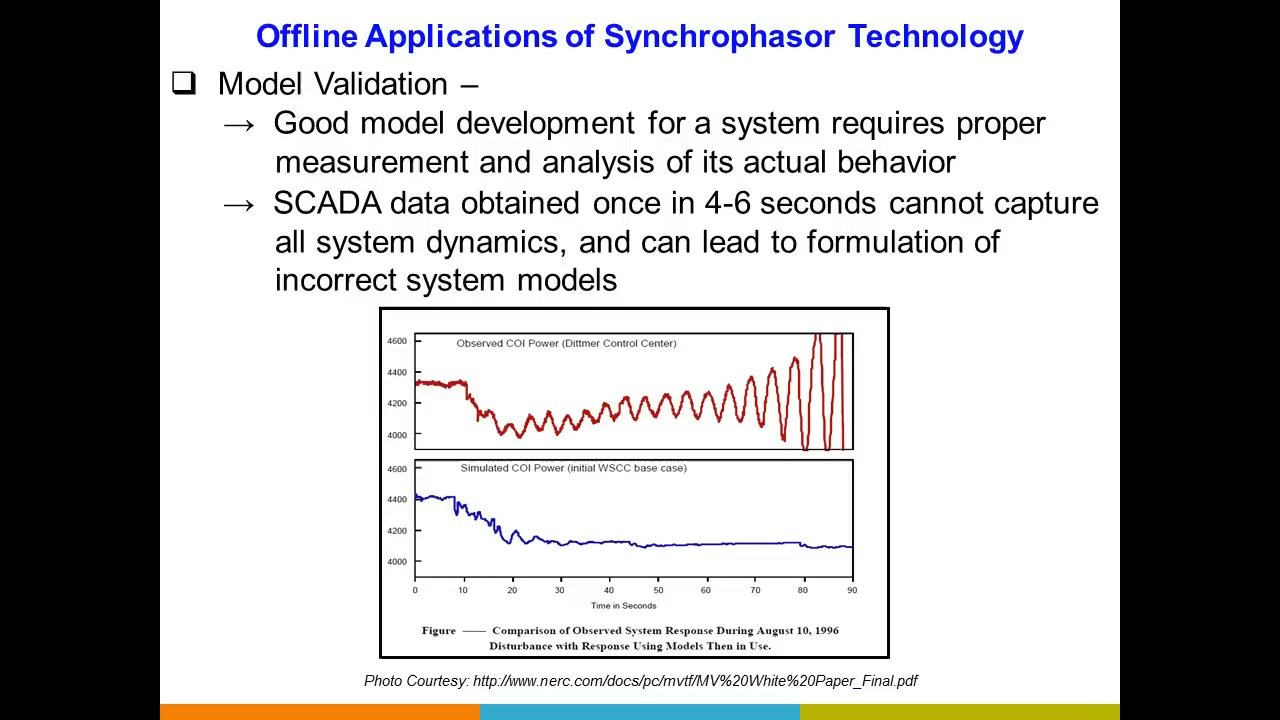 Offline Applications of Synchrophasor Technology
❑ Model Validation –
→ Good model development for a system requires proper
measurement and analysis of its actual behavior
→ SCADA data obtained once in 4-6 seconds cannot capture
all system dynamics, and can lead to formulation of
incorrect system models
Observed COI Power (Dittmer Control Center)
4600
4400
4200
4000
Simulated COI Power (initial WSCC base case)
4600
4400
4200
4000
0 10 20 30 40 50 60 70 80 90
Time in Seconds
Figure —— Comparison of Observed System Response During August 10, 1996
Disturbance with Response Using Models Then in Use.
Photo Courtesy: http://www.nerc.com/docs/pc/mvtf/MV%20White%20Paper_Final.pdf